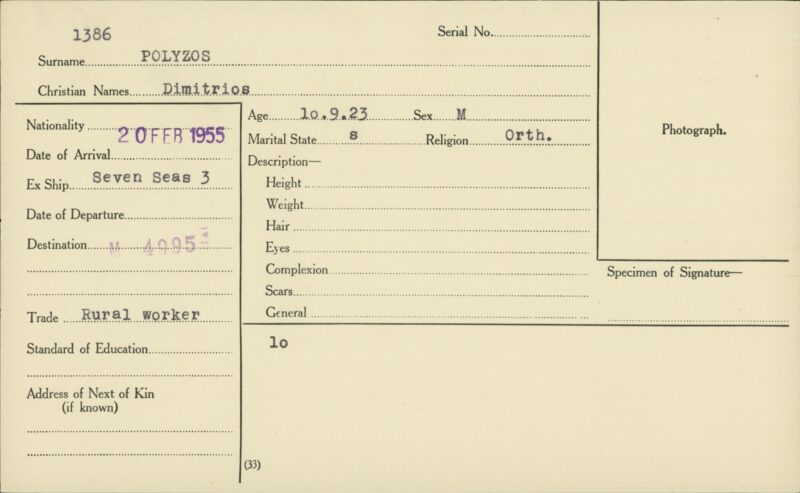 1386
Serial No.
Surname POLYZOS
Christian Names Dimitrios
Nationality
20 FEB 1955
Date of Arrival
Ex Ship Seven Seas 3
Date of Departure
Destination M 4995
Trade Rural worker
Standard of Education
Address of Next of Kin
(if known)
Age 10.9.23 Sex M
Marital State s Religion Orth.
Description—
Height
Weight
Hair
Eyes
Complexion
Scars
General
10
(33)
Photograph.
Specimen of Signature—